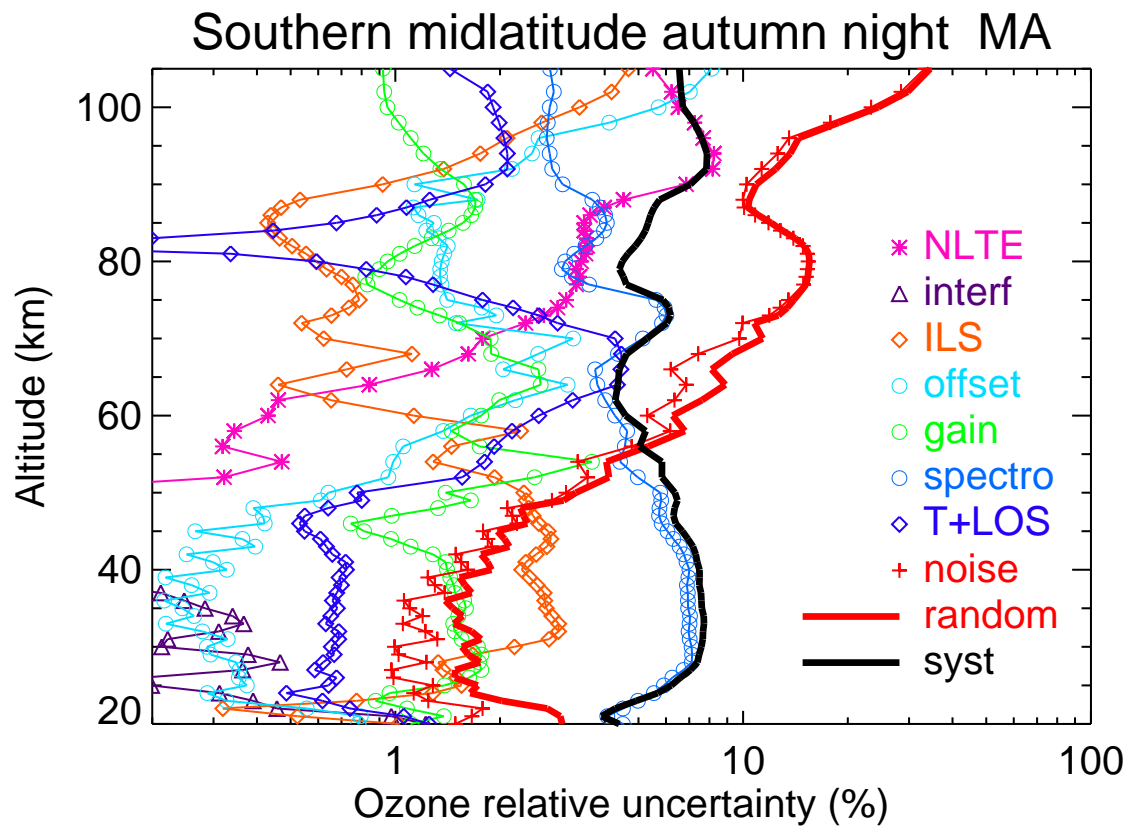 Southern midlatitude autumn night MA
100
80
60
40
20
Altitude (km)
NLTE
interf
ILS
offset
gain
spectro
T+LOS
noise
random
syst
1
10
100
Ozone relative uncertainty (%)